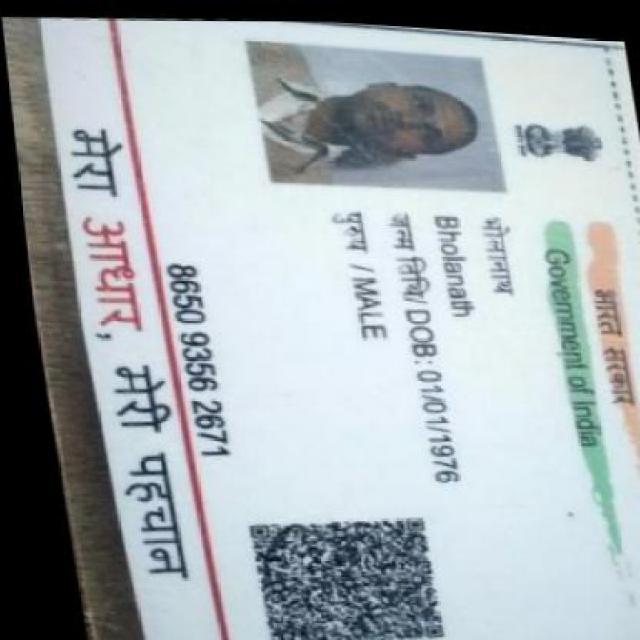 भारत सरकार
Government of India
भोलानाथ
Bholanath
जन्म तिथि/ DOB: 01/01/1976
पुरुष / MALE
8650 9356 2671
मेरा आधार, मेरी पहचान